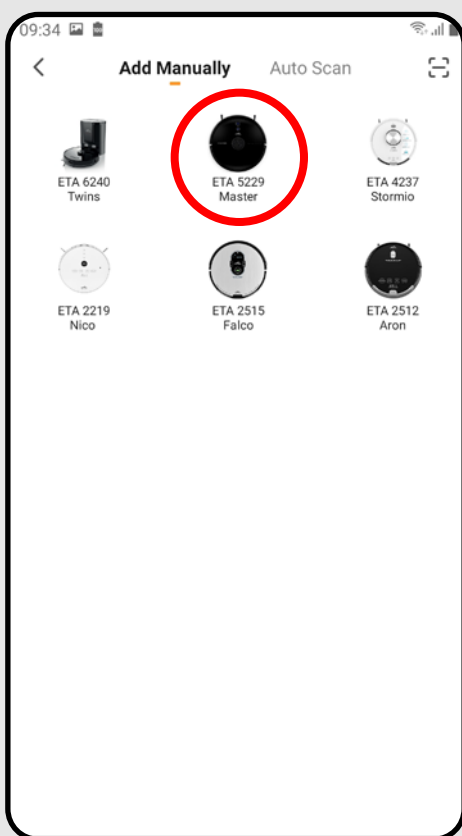 09:34
Add Manually
Auto Scan
ETA 6240
Twins
ETA 5229
Master
ETA 4237
Stormio
ETA 2219
Nico
ETA 2515
Falco
ETA 2512
Aron